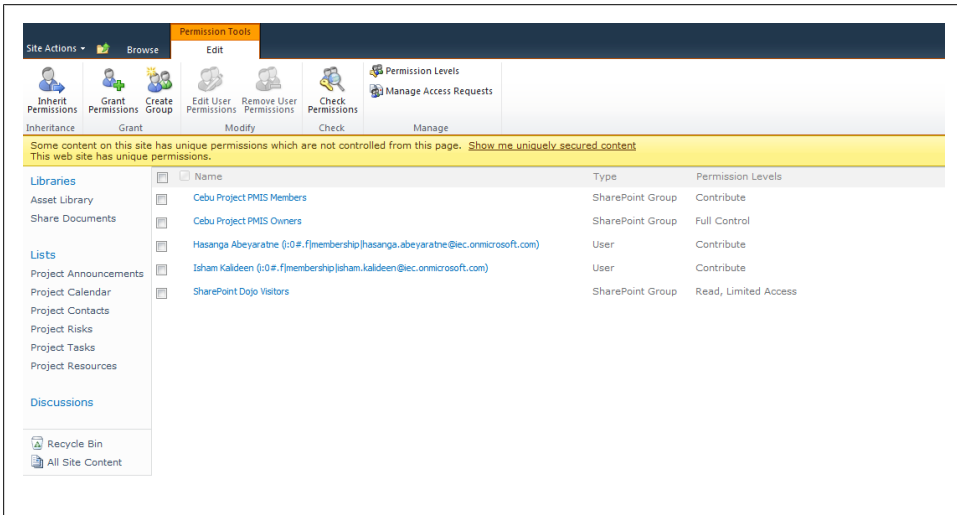 Permission Tools
Site Actions Browse Edit
Inherit Permissions
Grant Permissions
Create Group
Edit User Permissions
Remove User Permissions
Check Permissions
Permission Levels
Manage Access Requests
Inheritance Grant Modify Check Manage
Some content on this site has unique permissions which are not controlled from this page. Show me uniquely secured content
This web site has unique permissions.
Libraries
Asset Library
Share Documents
Lists
Project Announcements
Project Calendar
Project Contacts
Project Risks
Project Tasks
Project Resources
Discussions
Recycle Bin
All Site Content
Name Type Permission Levels
Cebu Project PMIS Members SharePoint Group Contribute
Cebu Project PMIS Owners SharePoint Group Full Control
Hasanga Abeyaratne (i:0#.f|membership|hasanga.abeyaratne@iec.onmicrosoft.com) User Contribute
Isham Kalideen (i:0#.f|membership|isham.kalideen@iec.onmicrosoft.com) User Contribute
SharePoint Dojo Visitors SharePoint Group Read, Limited Access